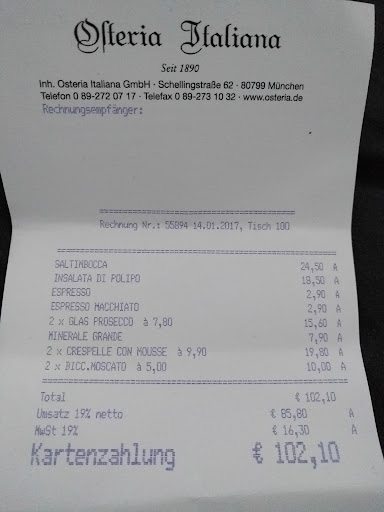 Osteria Italiana
Seit 1890
Inh. Osteria Italiana GmbH · Schellingstraße 62 · 80799 München
Telefon 0 89-272 07 17 · Telefax 0 89-273 10 32 · www.osteria.de
Rechnungsempfänger:
Rechnung Nr.: 55894 14.01.2017, Tisch 100
SALTIMBOCCA 24,50 A
INSALATA DI POLIPO 18,50 A
ESPRESSO 2,90 A
ESPRESSO MACCHIATO 2,90 A
2 x GLAS PROSECCO à 7,80 15,60 A
MINERALE GRANDE 7,90 A
2 x CRESPELLE CON MOUSSE à 9,90 19,80 A
2 x BICC.MOSCATO à 5,00 10,00 A
Total € 102,10
Umsatz 19% netto € 85,80 A
MwSt 19% € 16,30 A
Kartenzahlung € 102,10